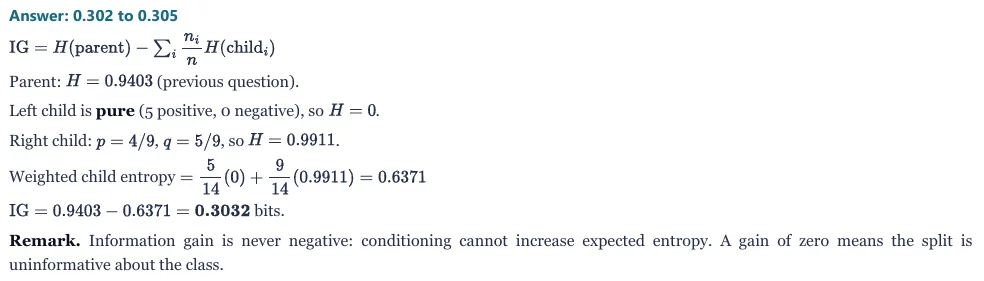 Answer: 0.302 to 0.305
IG = H(parent) − ∑ᵢ nᵢ/n H(childᵢ)
Parent: H = 0.9403 (previous question).
Left child is pure (5 positive, 0 negative), so H = 0.
Right child: p = 4/9, q = 5/9, so H = 0.9911.
Weighted child entropy = 5/14 (0) + 9/14 (0.9911) = 0.6371
IG = 0.9403 − 0.6371 = 0.3032 bits.
Remark. Information gain is never negative: conditioning cannot increase expected entropy. A gain of zero means the split is
uninformative about the class.